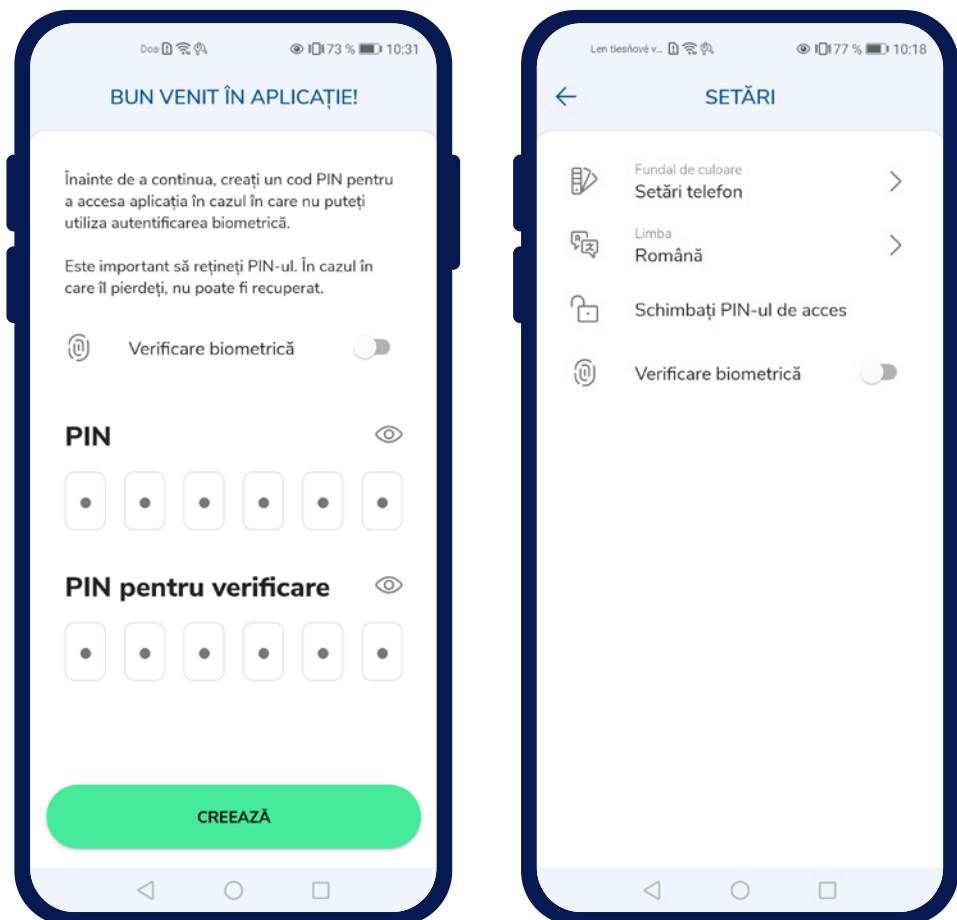 Doa 73 % 10:31
BUN VENIT ÎN APLICAȚIE!
Înainte de a continua, creați un cod PIN pentru
a accesa aplicația în cazul în care nu puteți
utiliza autentificarea biometrică.
Este important să rețineți PIN-ul. În cazul în
care îl pierdeți, nu poate fi recuperat.
Verificare biometrică
PIN
PIN pentru verificare
CREEAZĂ
Len tiesňové v... 77 % 10:18
SETĂRI
Fundal de culoare
Setări telefon
Limba
Română
Schimbați PIN-ul de acces
Verificare biometrică